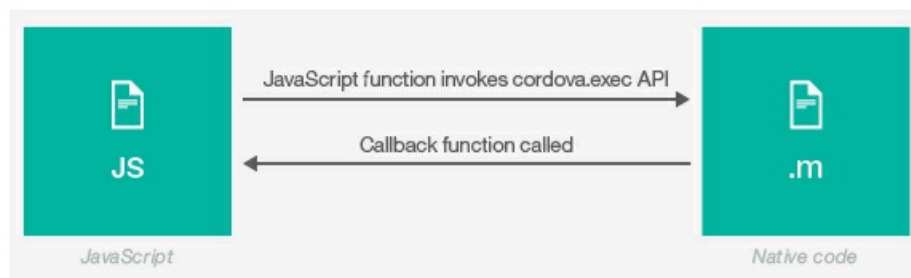 JavaScript function invokes cordova.exec API
Callback function called
JS
.m
JavaScript
Native code